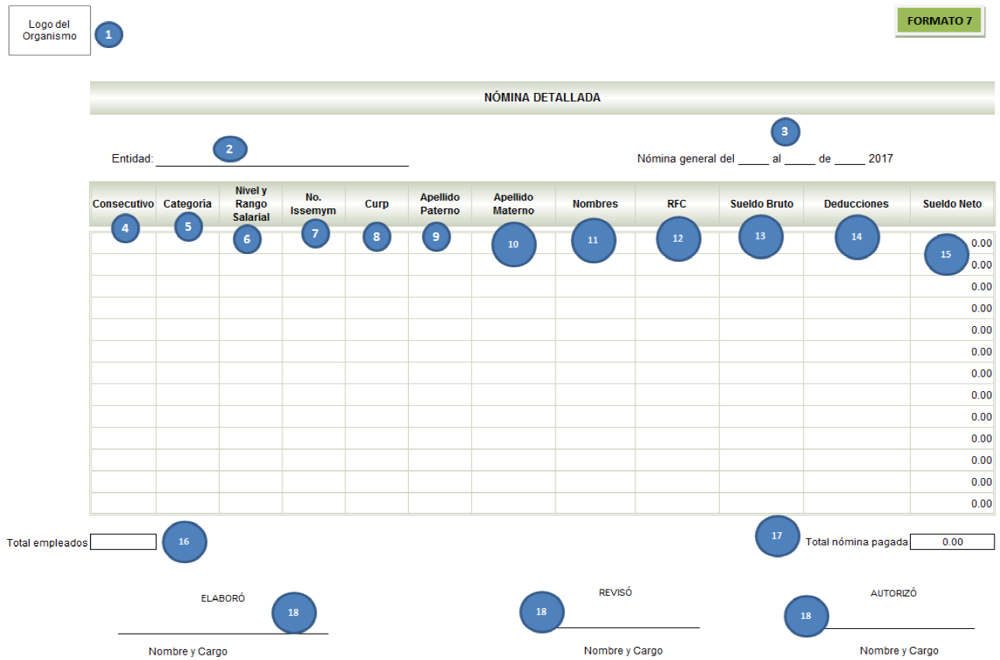 Logo del
Organismo
1
FORMATO 7
NÓMINA DETALLADA
3
2
Entidad: ____________________
Nómina general del _____ al _____ de _____ 2017
Consecutivo Categoría Nivel y Rango Salarial No. Issemym Curp Apellido Paterno Apellido Materno Nombres RFC Sueldo Bruto Deducciones Sueldo Neto
4 5 6 7 8 9 10 11 12 13 14 15
0.00
0.00
0.00
0.00
0.00
0.00
0.00
0.00
0.00
0.00
0.00
0.00
0.00
Total empleados 16 17 Total nómina pagada 0.00
ELABORÓ REVISÓ AUTORIZÓ
18 18 18
Nombre y Cargo Nombre y Cargo Nombre y Cargo